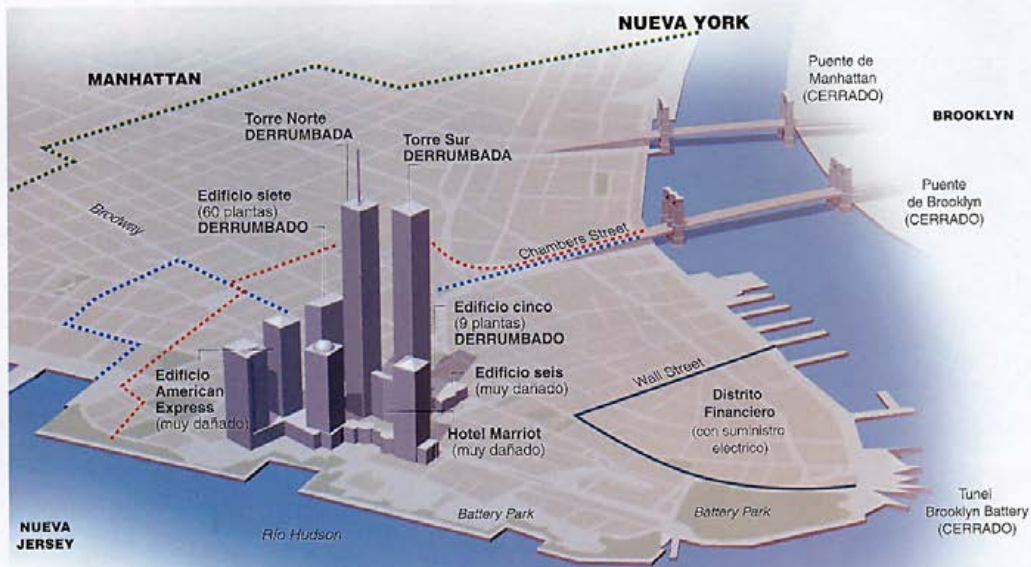 NUEVA YORK
MANHATTAN
Puente de
Manhattan
(CERRADO)
BROOKLYN
Torre Norte
DERRUMBADA
Torre Sur
DERRUMBADA
Edificio siete
(60 plantas)
DERRUMBADO
Puente
de Brooklyn
(CERRADO)
Brodway
Chambers Street
Edificio cinco
(9 plantas)
DERRUMBADO
Edificio seis
(muy dañado)
Wall Street
Edificio
American
Express
(muy dañado)
Distrito
Financiero
(con suministro
eléctrico)
Hotel Marriot
(muy dañado)
NUEVA
JERSEY
Río Hudson
Battery Park
Battery Park
Tunel
Brooklyn Battery
(CERRADO)